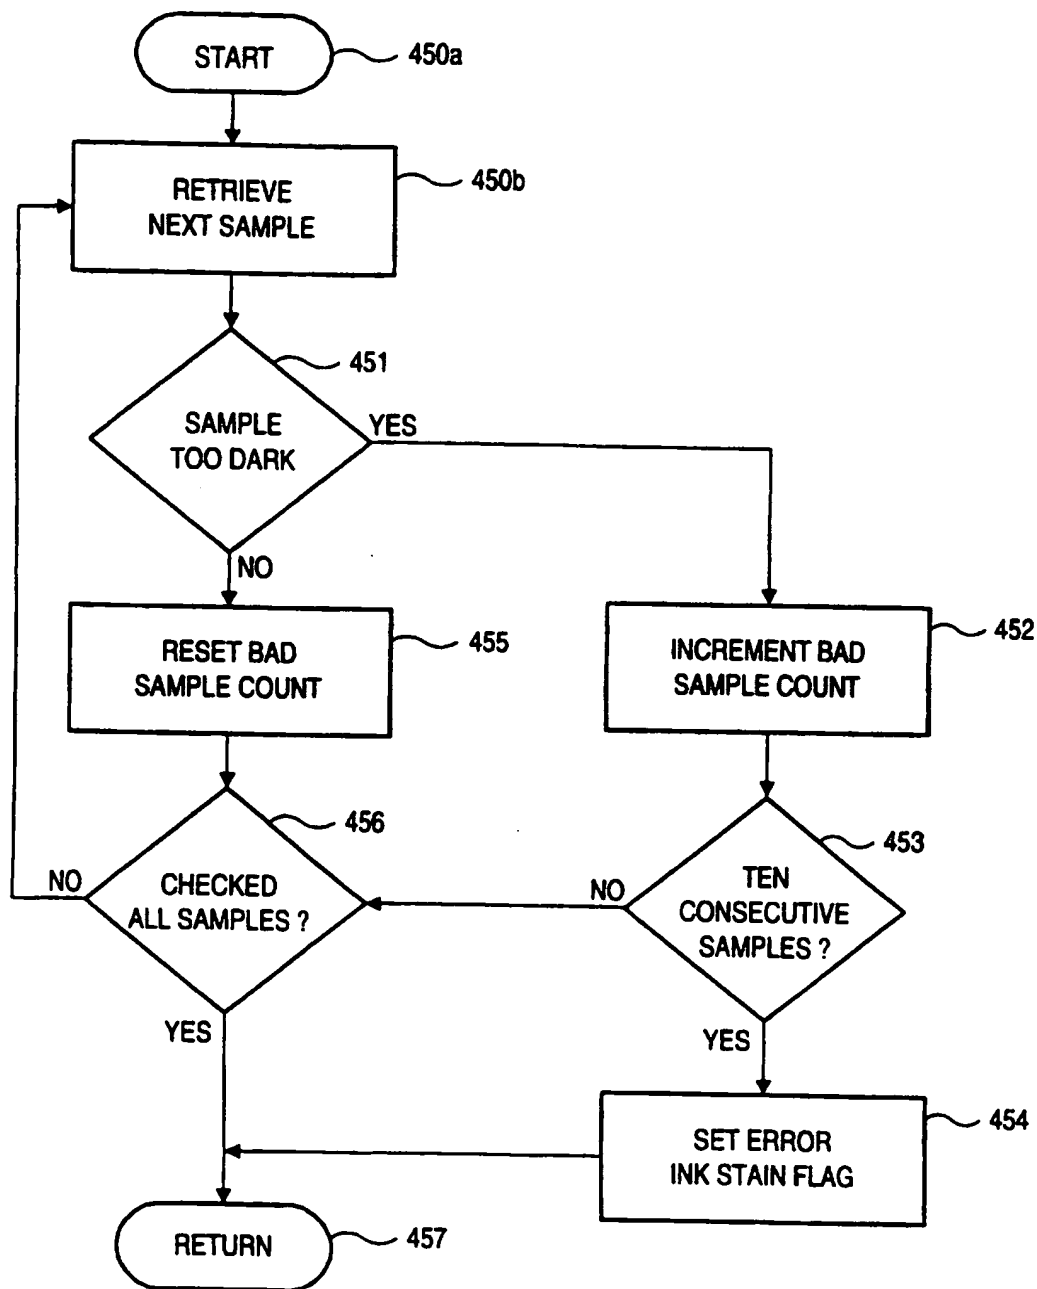 START
450a
RETRIEVE
NEXT SAMPLE
450b
451
SAMPLE
TOO DARK
YES
NO
RESET BAD
SAMPLE COUNT
455
INCREMENT BAD
SAMPLE COUNT
452
456
CHECKED
ALL SAMPLES ?
NO
YES
453
TEN
CONSECUTIVE
SAMPLES ?
NO
YES
SET ERROR
INK STAIN FLAG
454
RETURN
457